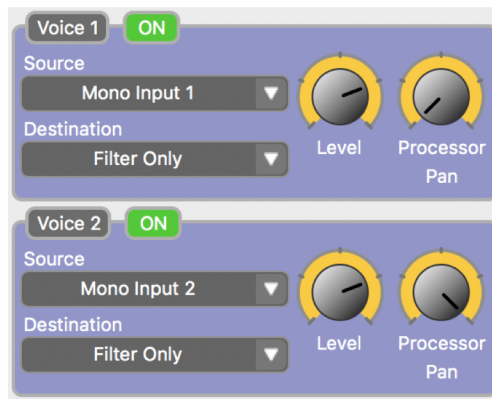 Voice 1 ON
Source
Mono Input 1
Destination
Filter Only
Level
Processor
Pan
Voice 2 ON
Source
Mono Input 2
Destination
Filter Only
Level
Processor
Pan